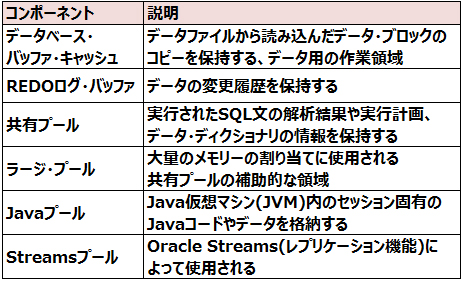 コンポーネント 説明
データベース・ データファイルから読み込んだデータ・ブロックの
バッファ・キャッシュ コピーを保持する、データ用の作業領域
REDOログ・バッファ データの変更履歴を保持する
共有プール 実行されたSQL文の解析結果や実行計画、
データ・ディクショナリの情報を保持する
ラージ・プール 大量のメモリーの割り当てに使用される
共有プールの補助的な領域
Javaプール Java仮想マシン(JVM)内のセッション固有の
Javaコードやデータを格納する
Streamsプール Oracle Streams(レプリケーション機能)に
よって使用される